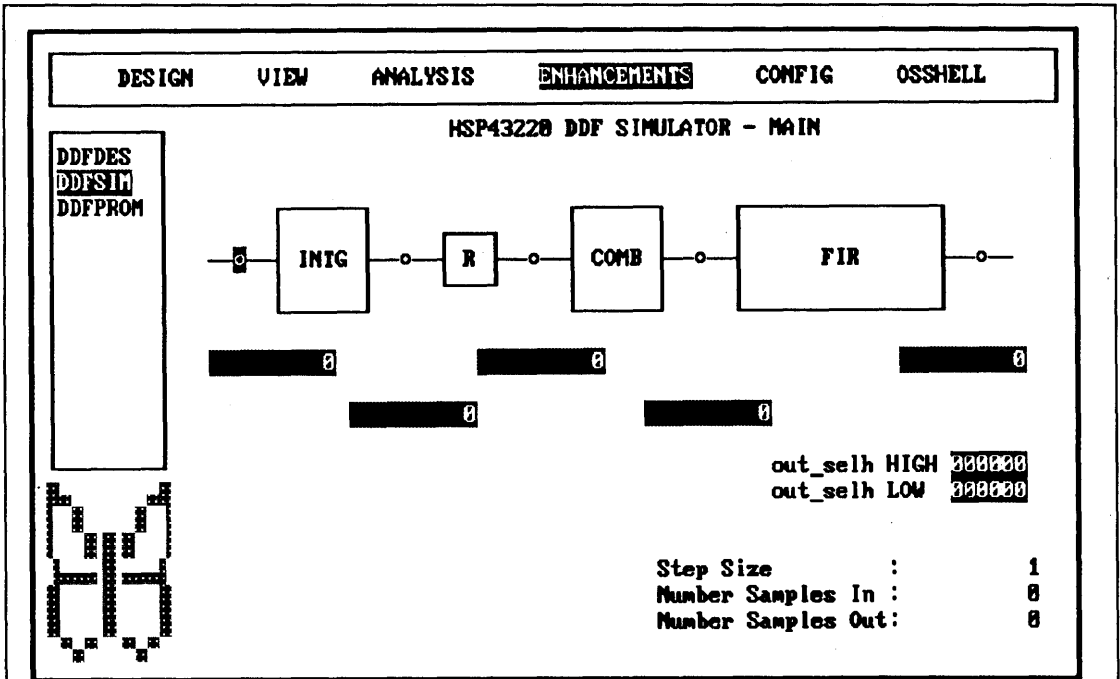 DESIGN VIEW ANALYSIS ENHANCEMENTS CONFIG OSSHELL
HSP43220 DDF SIMULATOR - MAIN
DDFDES
DDFSIM
DDFPROM
INTG R COMB FIR
0 0 0
0 0
out_selh HIGH 000000
out_selh LOW 000000
Step Size : 1
Number Samples In : 0
Number Samples Out: 0